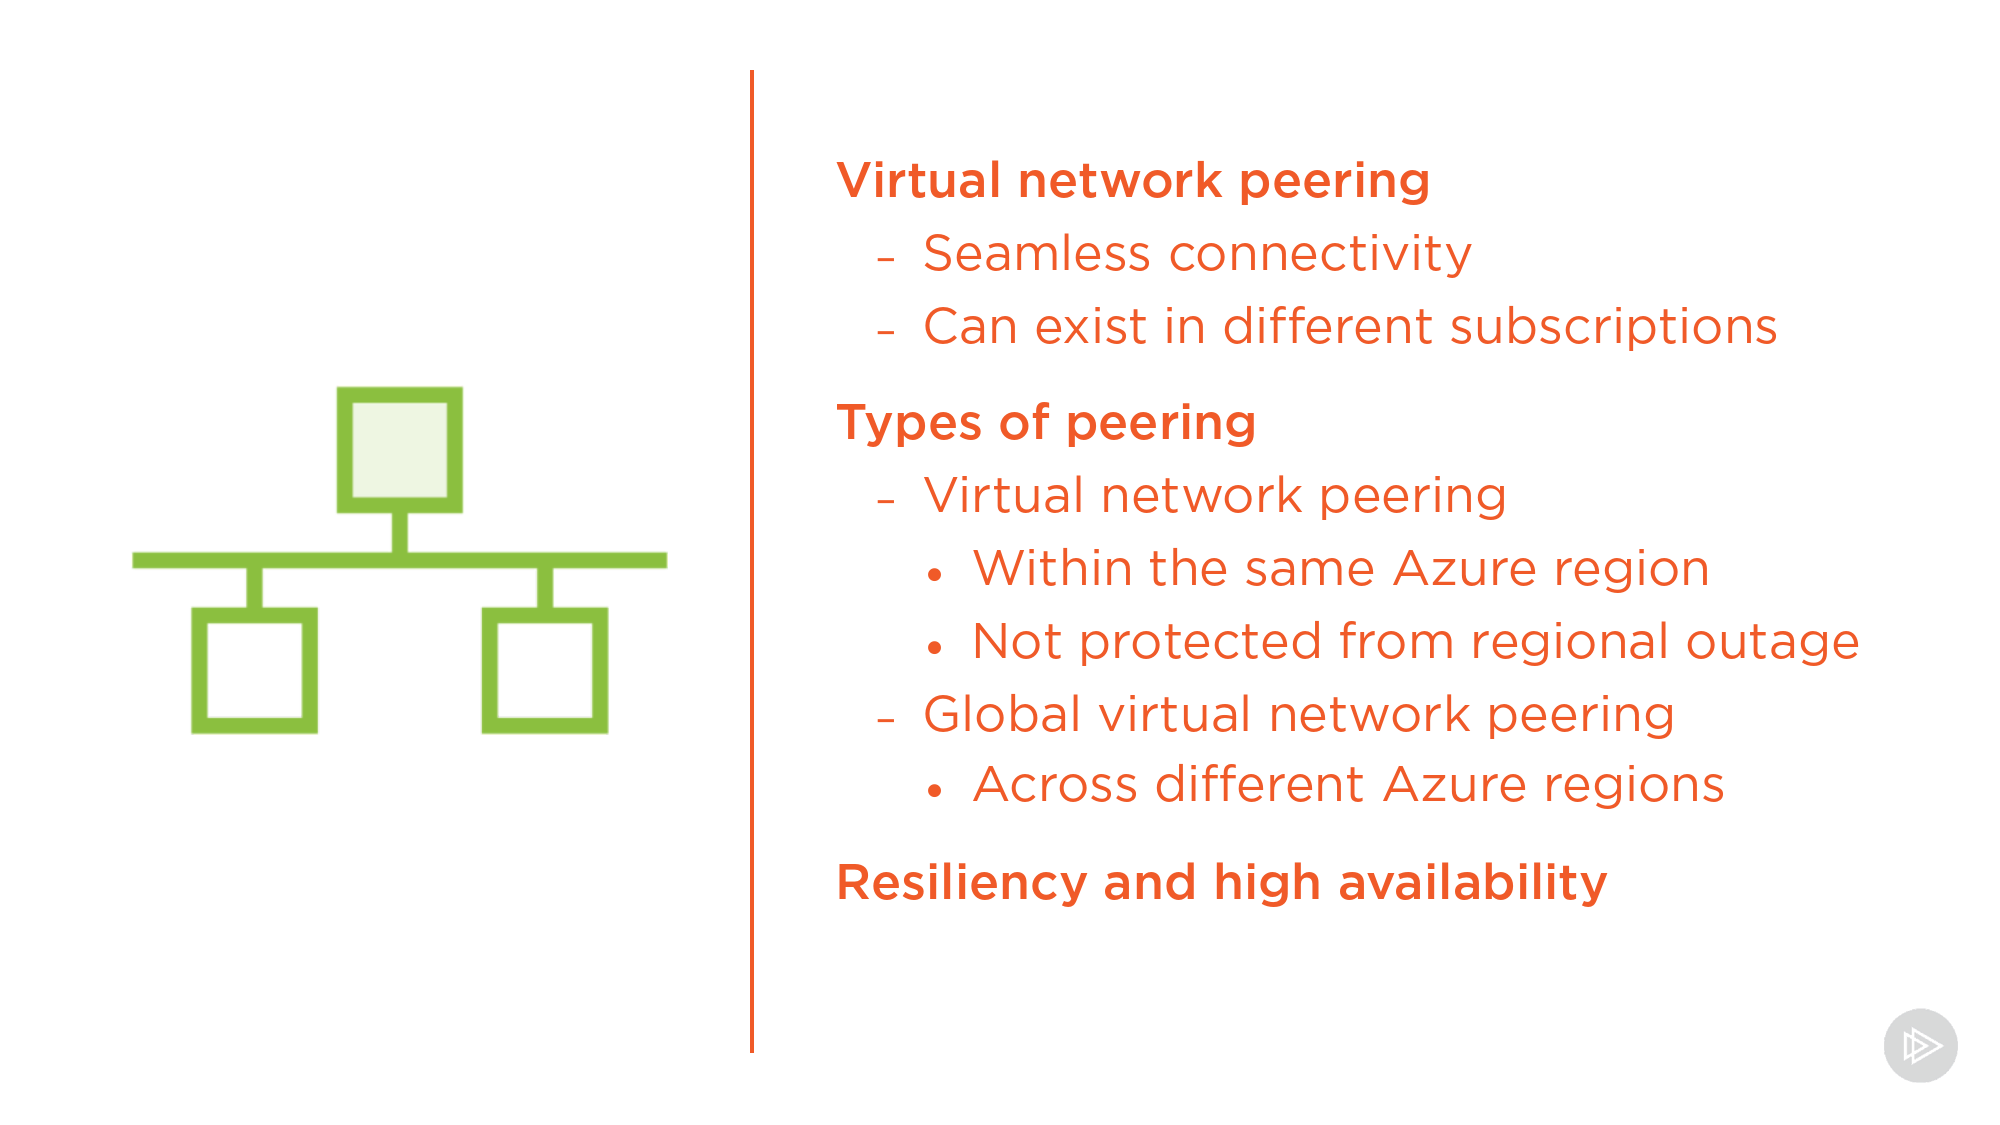 Virtual network peering
– Seamless connectivity
– Can exist in different subscriptions
Types of peering
– Virtual network peering
• Within the same Azure region
• Not protected from regional outage
– Global virtual network peering
• Across different Azure regions
Resiliency and high availability